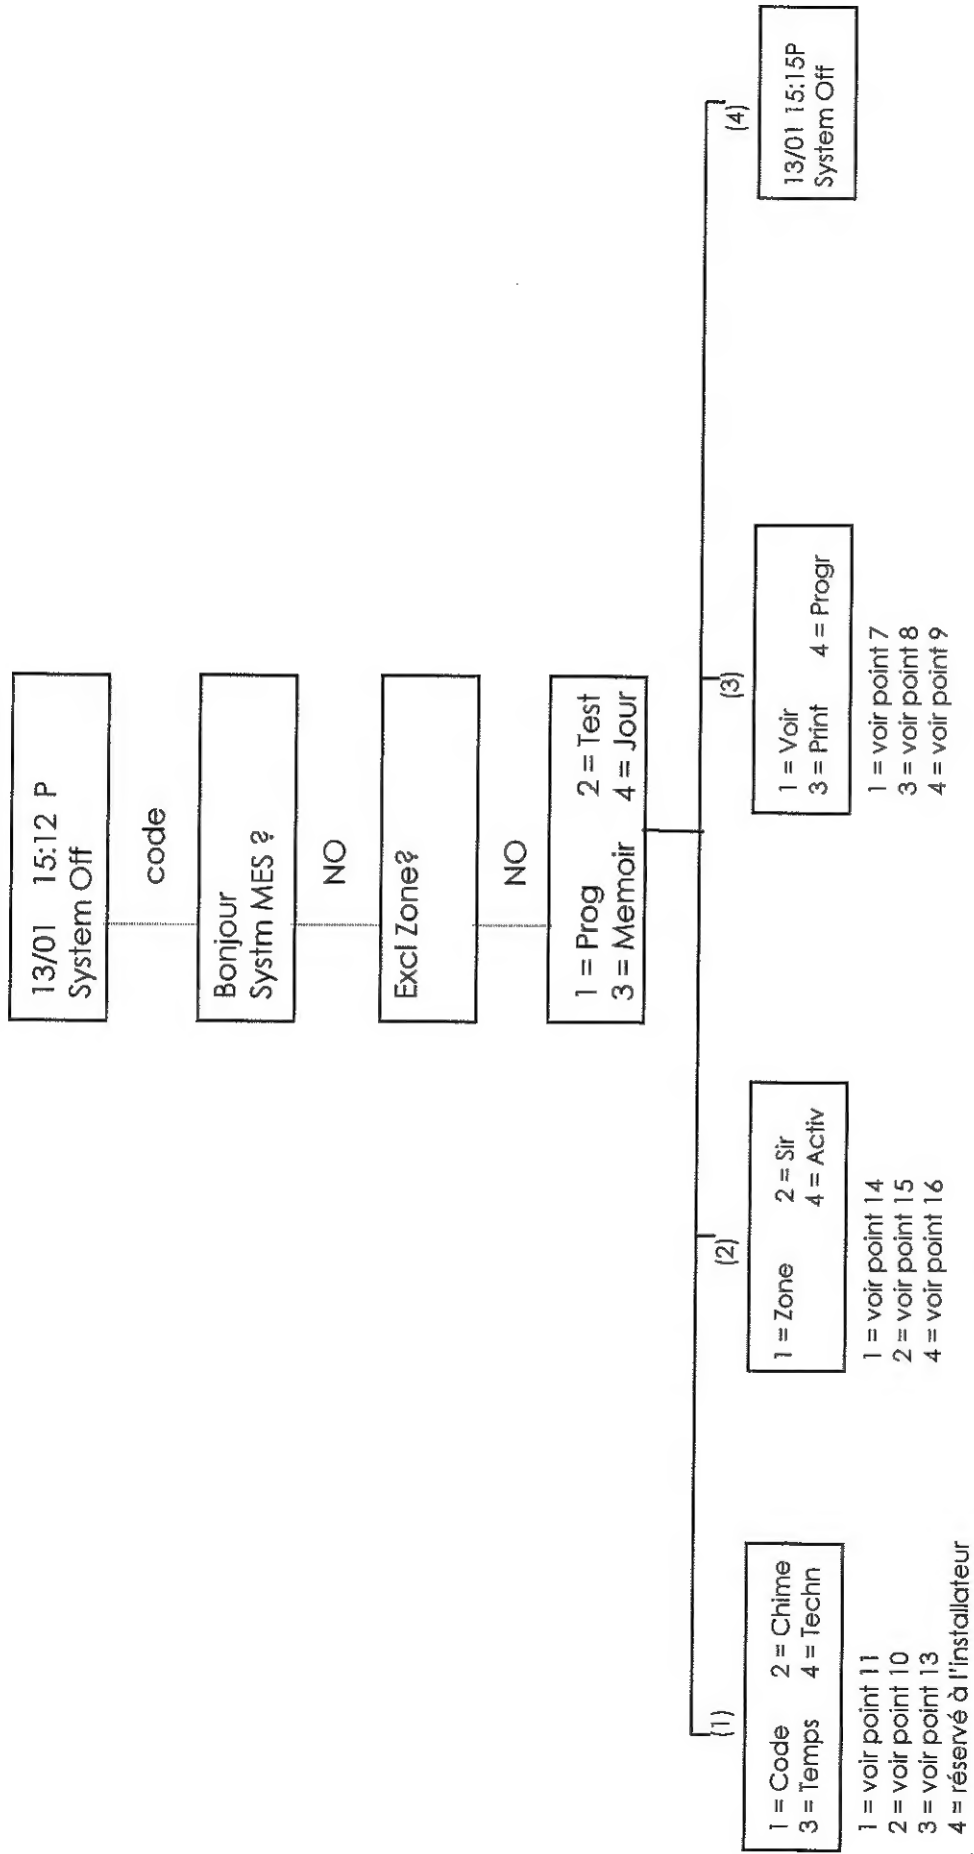 13/01 15:12 P
System Off
code
Bonjour
Systm MES ?
NO
Excl Zone?
NO
1 = Prog 2 = Test
3 = Memoir 4 = Jour
(1)
1 = Code 2 = Chime
3 = Temps 4 = Techn
1 = voir point 11
2 = voir point 10
3 = voir point 13
4 = réservé à l'installateur
(2)
1 = Zone 2 = Sir
4 = Activ
1 = voir point 14
2 = voir point 15
4 = voir point 16
(3)
1 = Voir
3 = Print 4 = Progr
1 = voir point 7
3 = voir point 8
4 = voir point 9
(4)
13/01 15:15P
System Off